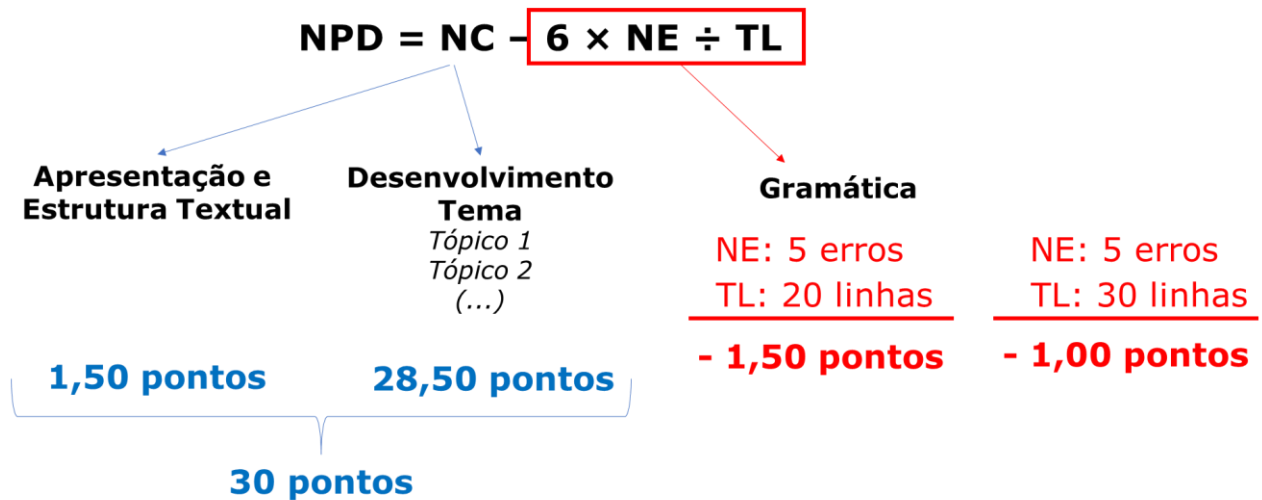 NPD = NC – 6 × NE ÷ TL
Apresentação e
Estrutura Textual
1,50 pontos
Desenvolvimento
Tema
Tópico 1
Tópico 2
(...)
28,50 pontos
30 pontos
Gramática
NE: 5 erros
TL: 20 linhas
- 1,50 pontos
NE: 5 erros
TL: 30 linhas
- 1,00 pontos